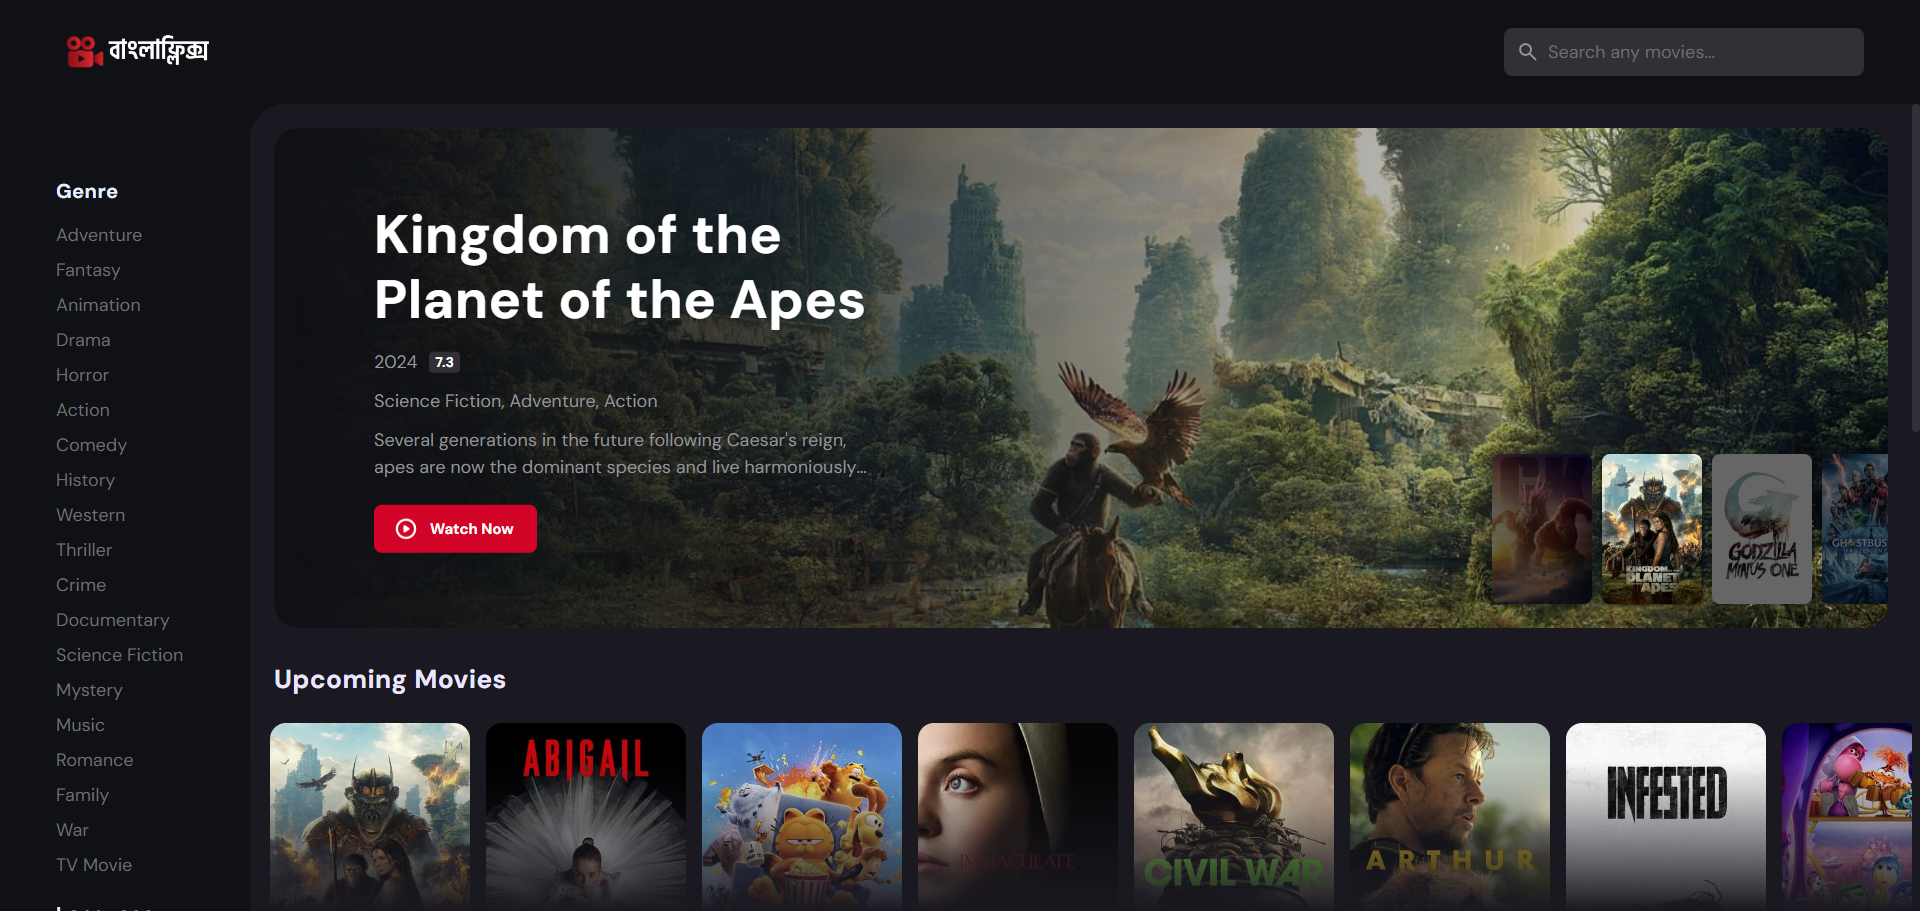 বাংলাফ্লিক্স
Search any movies...
Genre
Adventure
Fantasy
Animation
Drama
Horror
Action
Comedy
History
Western
Thriller
Crime
Documentary
Science Fiction
Mystery
Music
Romance
Family
War
TV Movie
Kingdom of the
Planet of the Apes
2024 7.3
Science Fiction, Adventure, Action
Several generations in the future following Caesar's reign,
apes are now the dominant species and live harmoniously...
Watch Now
KINGDOM
PLANET
APES
GODZILLA
MINUS ONE
GHOSTBUS
Upcoming Movies
ABIGAIL
IMMACULATE
CIVIL WAR
ARTHUR
INFESTED